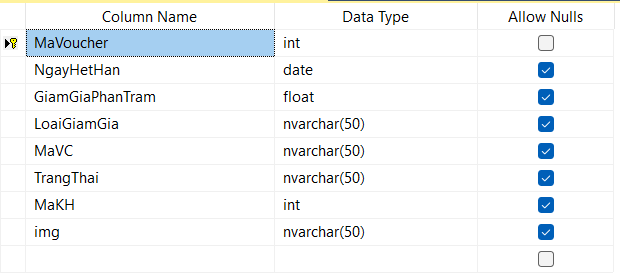 Column Name Data Type Allow Nulls
MaVoucher int
NgayHetHan date
GiamGiaPhanTram float
LoaiGiamGia nvarchar(50)
MaVC nvarchar(50)
TrangThai nvarchar(50)
MaKH int
img nvarchar(50)